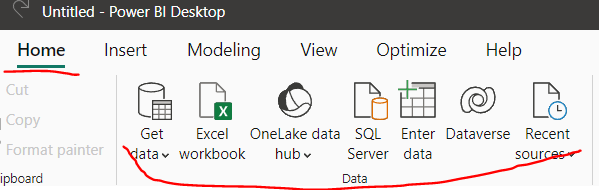 Untitled - Power BI Desktop
Home Insert Modeling View Optimize Help
Cut
Copy
Format painter
Get data
Excel workbook
OneLake data hub
SQL Server
Enter data
Dataverse
Recent sources
ipboard
Data